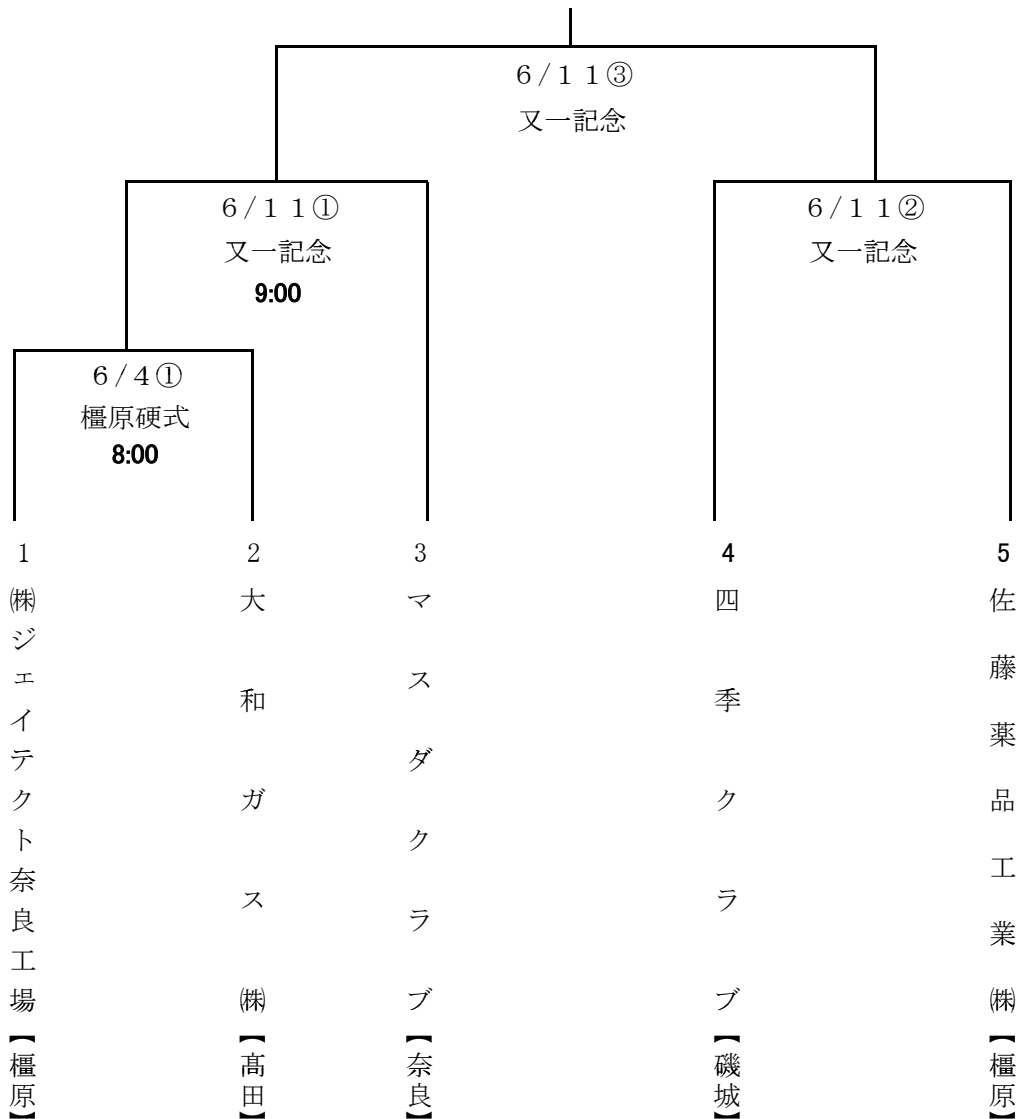 6/11③
又一記念
6/11①
又一記念
9:00
6/11②
又一記念
6/4①
橿原硬式
8:00
1
㈱ジェイテクト奈良工場【橿原】
2
大和ガス㈱【髙田】
3
マスダクラブ【奈良】
4
四季クラブ【磯城】
5
佐藤薬品工業㈱【橿原】